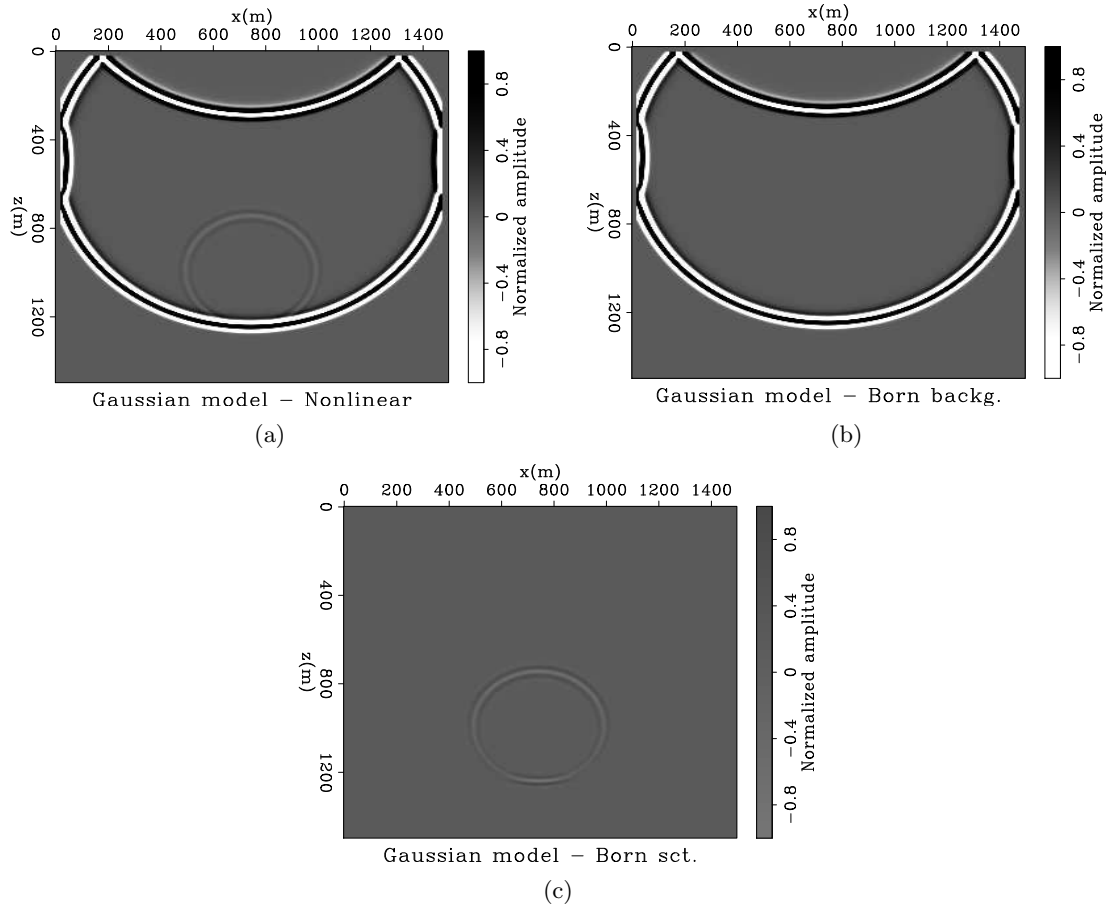 x(m)
0 200 400 600 800 1000 1200 1400
0
400
800
1200
z(m)
0.8
0.4
0
−0.4
−0.8
Normalized amplitude
Gaussian model − Nonlinear
(a)
x(m)
0 200 400 600 800 1000 1200 1400
0
400
800
1200
z(m)
0.8
0.4
0
−0.4
−0.8
Normalized amplitude
Gaussian model − Born backg.
(b)
x(m)
0 200 400 600 800 1000 1200 1400
0
400
800
1200
z(m)
0.8
0.4
0
−0.4
−0.8
Normalized amplitude
Gaussian model − Born sct.
(c)